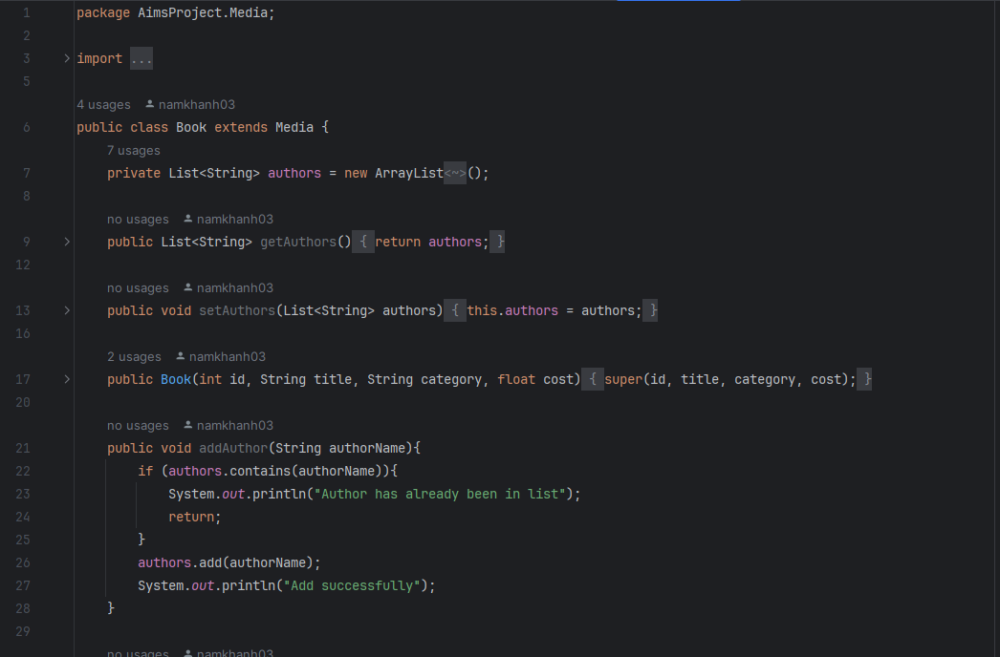 1 package AimsProject.Media;
2
3 import ...
5
4 usages namkhanh03
6 public class Book extends Media {
7 usages
7 private List<String> authors = new ArrayList<~>();
8
no usages namkhanh03
9 public List<String> getAuthors() { return authors; }
12
no usages namkhanh03
13 public void setAuthors(List<String> authors) { this.authors = authors; }
16
2 usages namkhanh03
17 public Book(int id, String title, String category, float cost) { super(id, title, category, cost); }
20
no usages namkhanh03
21 public void addAuthor(String authorName){
22 if (authors.contains(authorName)){
23 System.out.println("Author has already been in list");
24 return;
25 }
26 authors.add(authorName);
27 System.out.println("Add successfully");
28 }
29
no usages namkhanh03